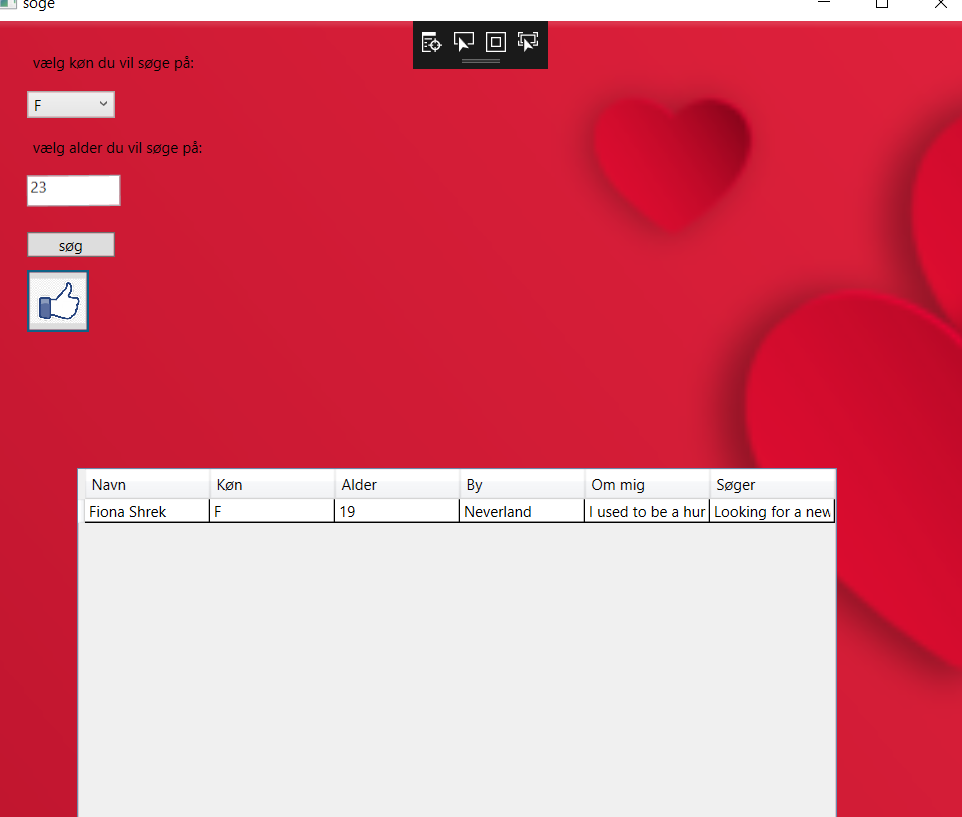 søge
vælg køn du vil søge på:
F
vælg alder du vil søge på:
23
søg
Navn Køn Alder By Om mig Søger
Fiona Shrek F 19 Neverland I used to be a hur Looking for a new